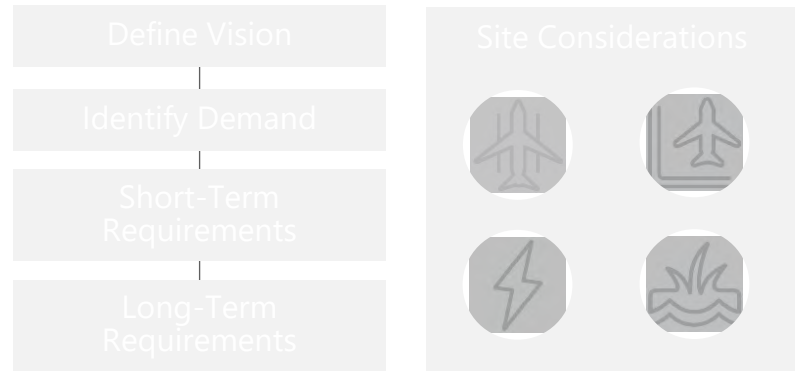 Define Vision
Identify Demand
Short-Term
Requirements
Long-Term
Requirements
Site Considerations